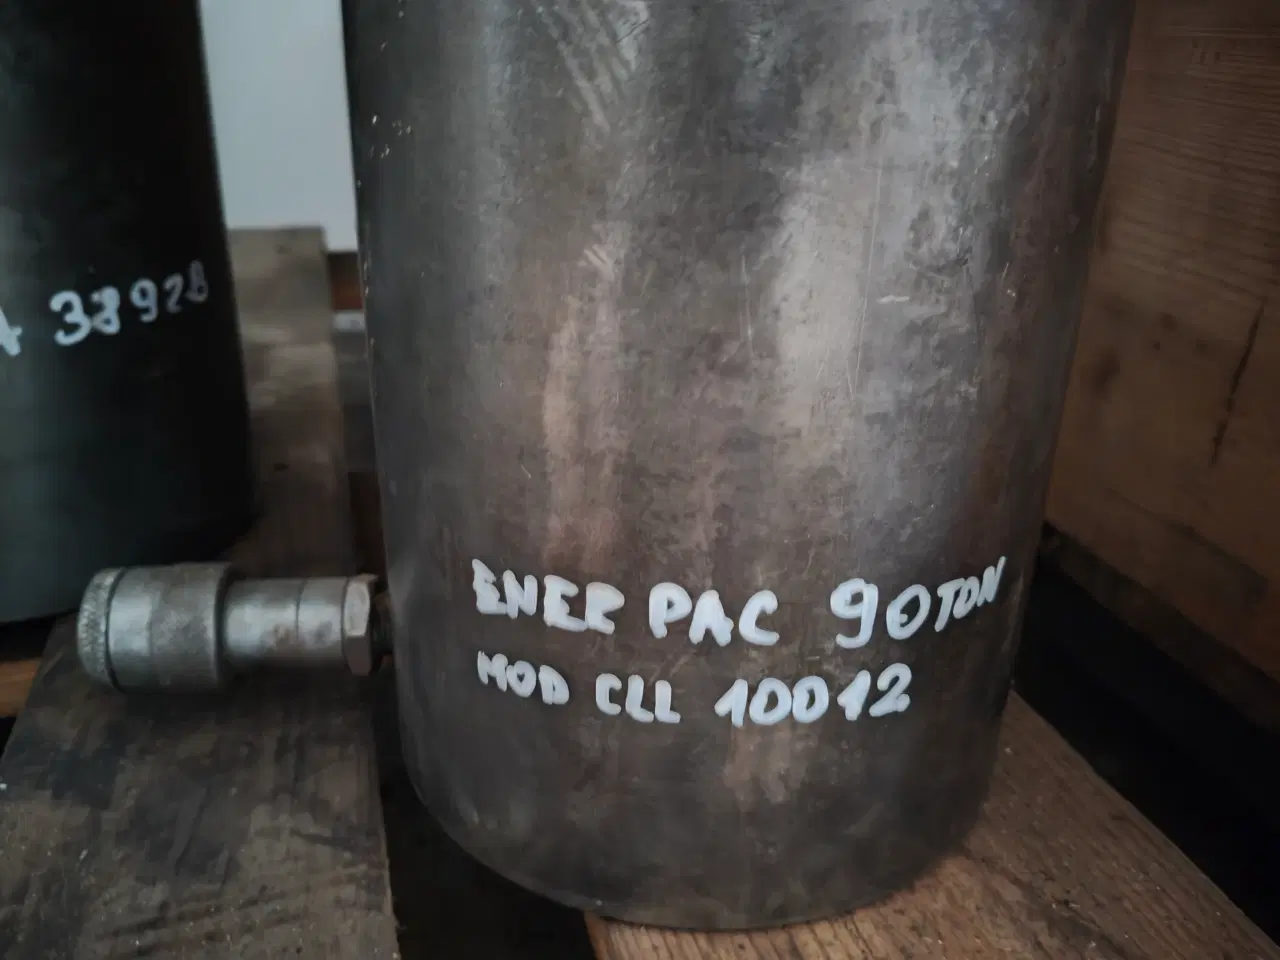 38928
ENERPAC 90TON
MOD CLL 10012